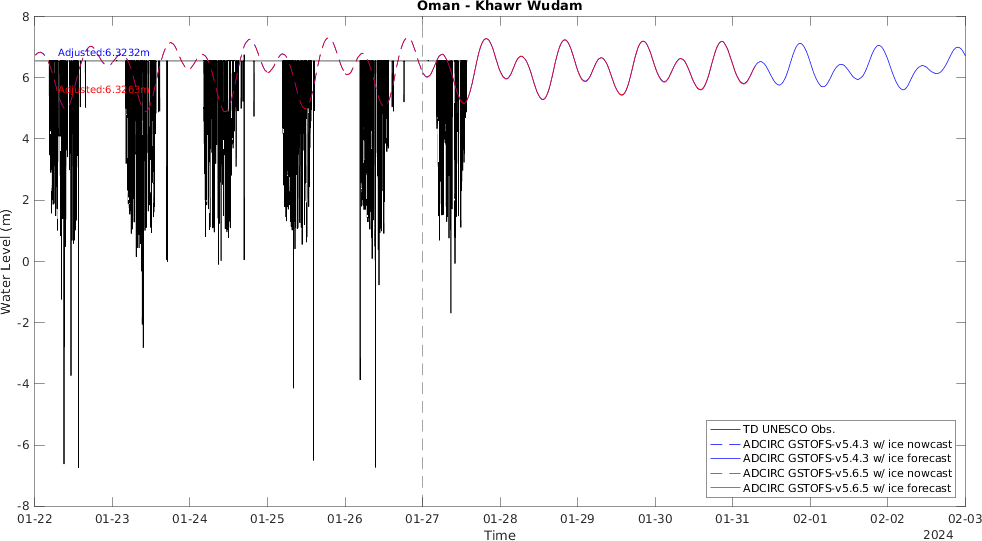 Oman - Khawr Wudam
8
6
4
2
0
-2
-4
-6
-8
Water Level (m)
Adjusted:6.3232m
Adjusted:6.3263m
TD UNESCO Obs.
ADCIRC GSTOFS-v5.4.3 w/ ice nowcast
ADCIRC GSTOFS-v5.4.3 w/ ice forecast
ADCIRC GSTOFS-v5.6.5 w/ ice nowcast
ADCIRC GSTOFS-v5.6.5 w/ ice forecast
01-22 01-23 01-24 01-25 01-26 01-27 01-28 01-29 01-30 01-31 02-01 02-02 02-03
Time
2024